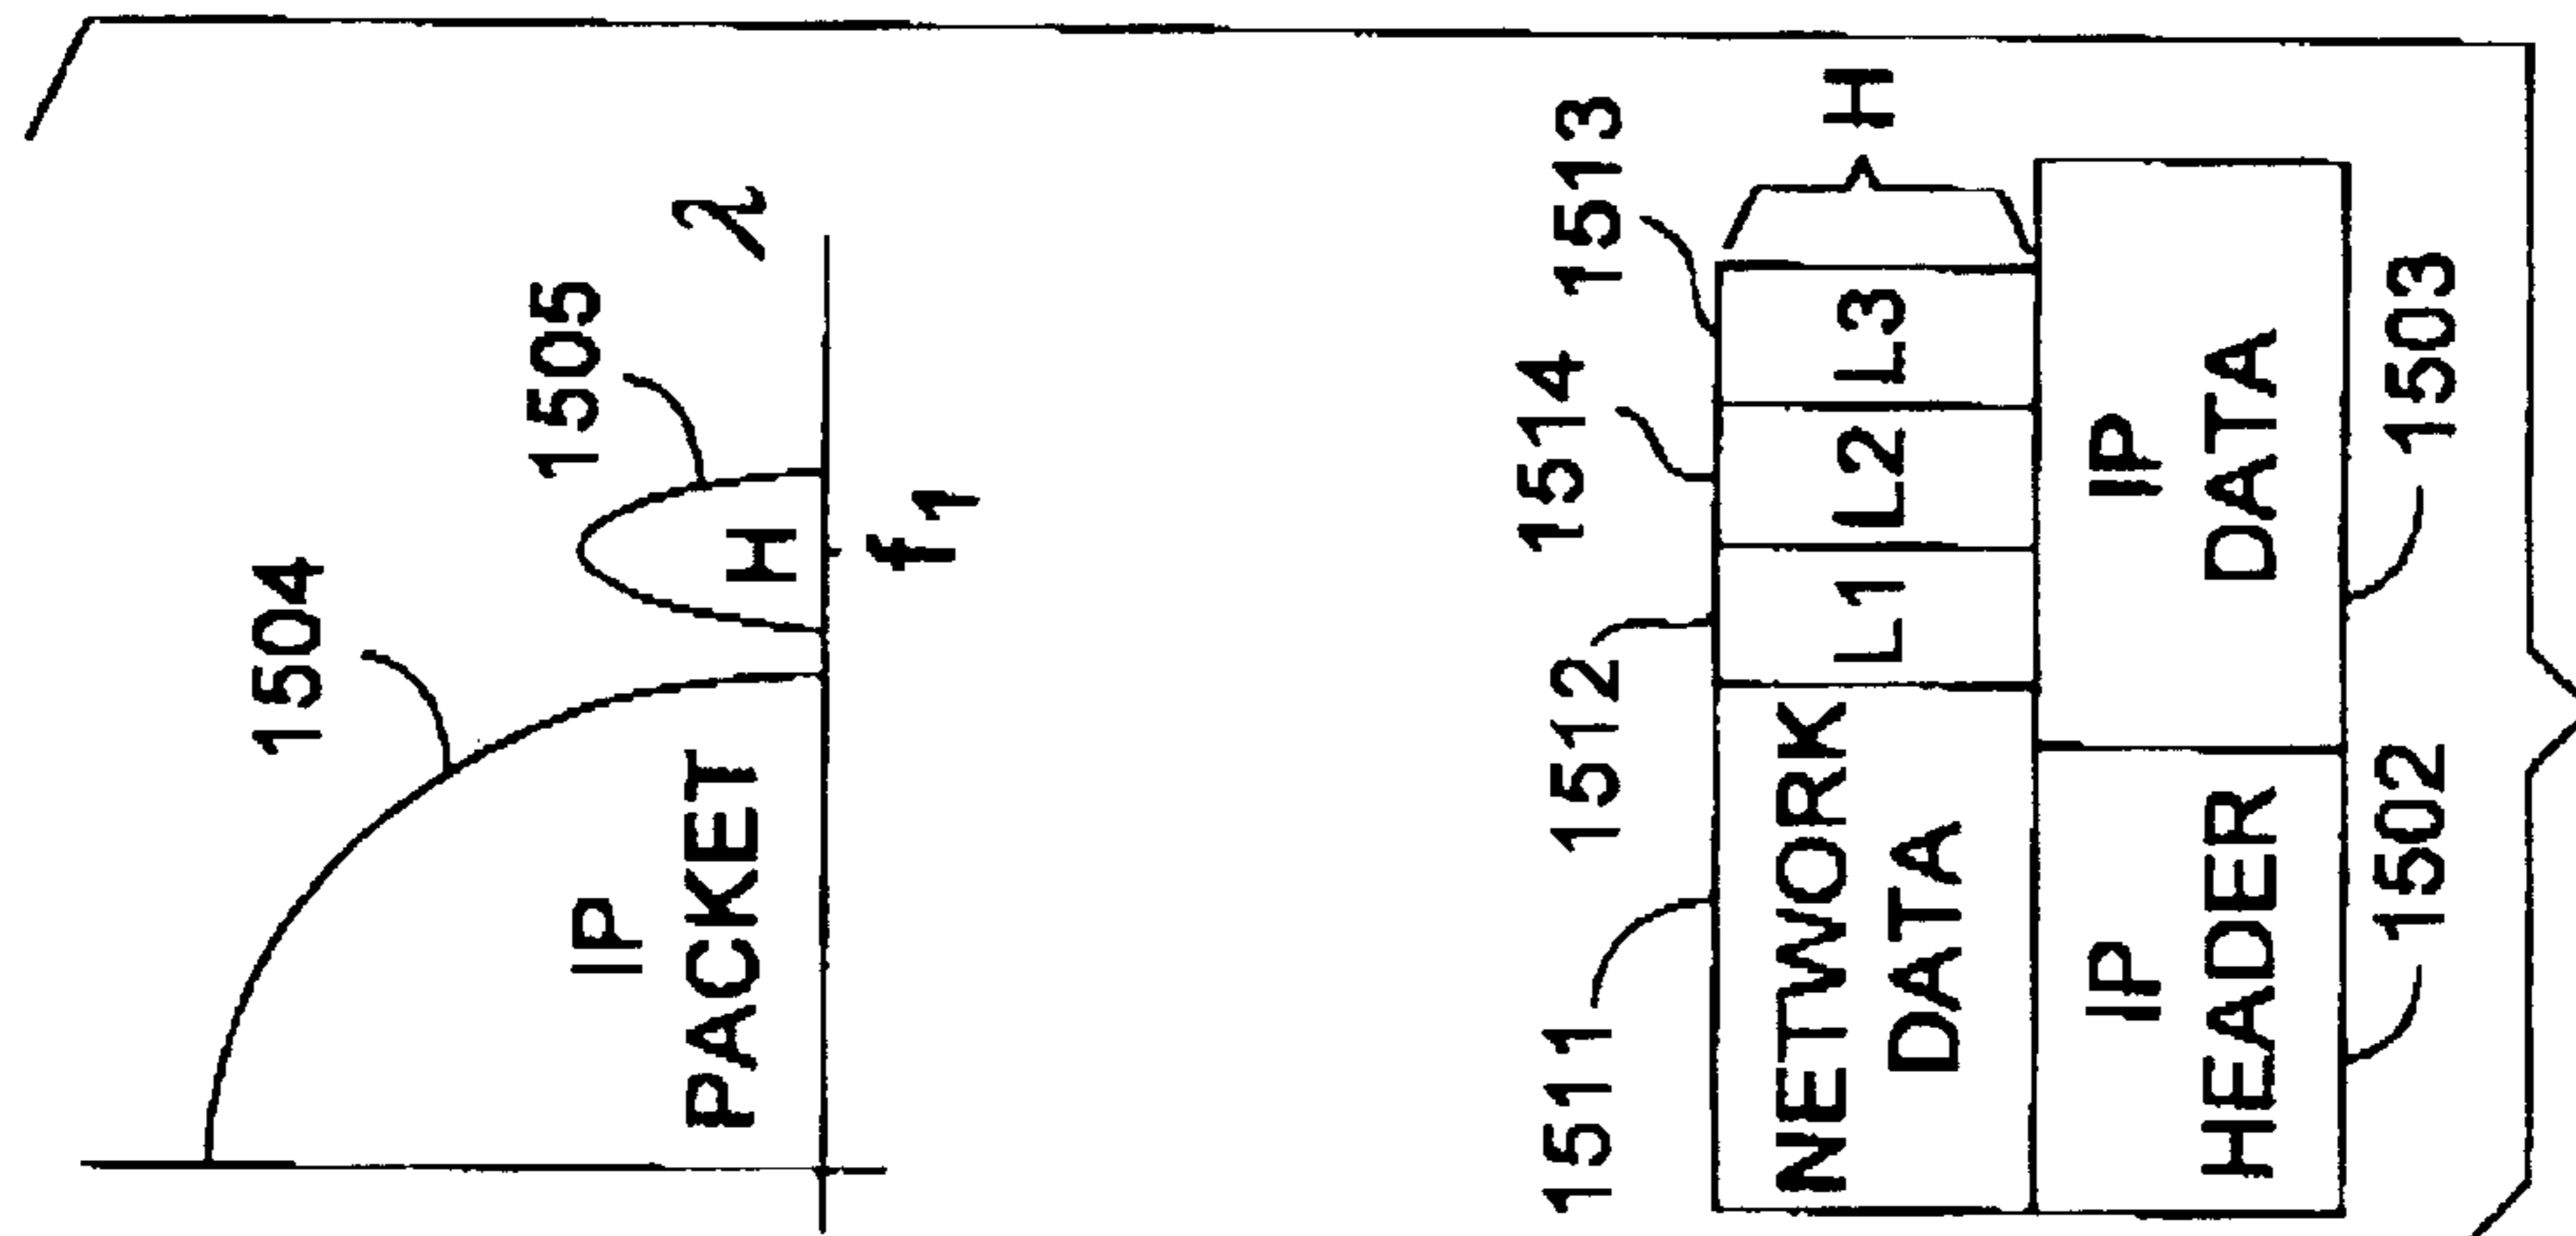 1504
1505
IP
PACKET
H
λ
f1
1511
1512
1514
1513
NETWORK
DATA
L1
L2
L3
H
IP
HEADER
IP
DATA
1502
1503